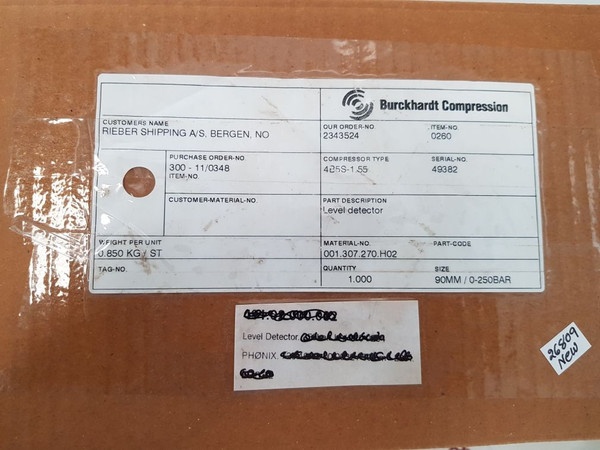 Burckhardt Compression
CUSTOMERS NAME
RIEBER SHIPPING A/S, BERGEN, NO
OUR ORDER-NO.
2343524
ITEM-NO.
0260
PURCHASE ORDER-NO.
300 - 11/0348
ITEM-NO.
COMPRESSOR TYPE
4B5S-1.55
SERIAL-NO.
49382
CUSTOMER-MATERIAL-NO.
PART DESCRIPTION
Level detector
WEIGHT PER UNIT
0.850 KG / ST
MATERIAL-NO.
001.307.270.H02
PART-CODE
TAG-NO.
QUANTITY
1.000
SIZE
90MM / 0-250BAR
Level Detector
PHØNIX
26809
NEW